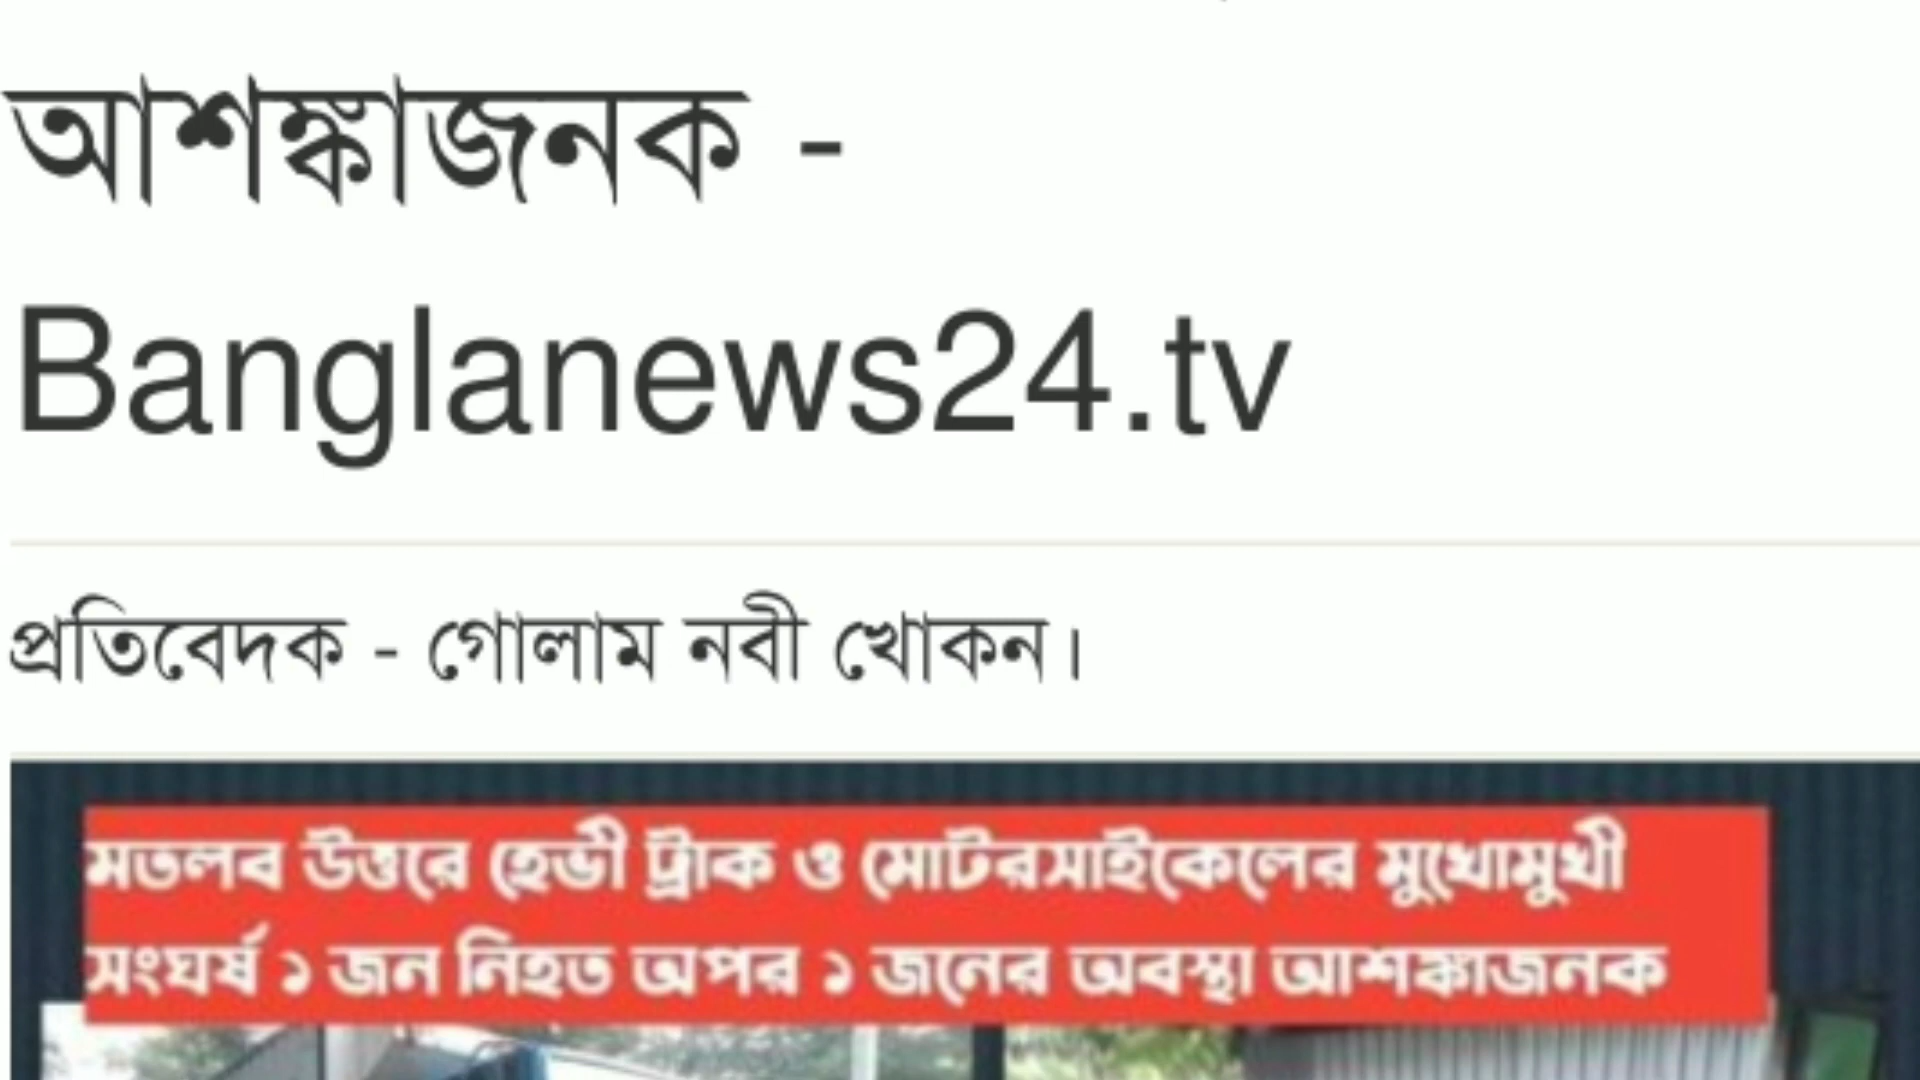 আশঙ্কাজনক -
Banglanews24.tv
প্রতিবেদক - গোলাম নবী খোকন।
মতলব উত্তরে হেভী ট্রাক ও মোটরসাইকেলের মুখোমুখী
সংঘর্ষ ১ জন নিহত অপর ১ জনের অবস্থা আশঙ্কাজনক